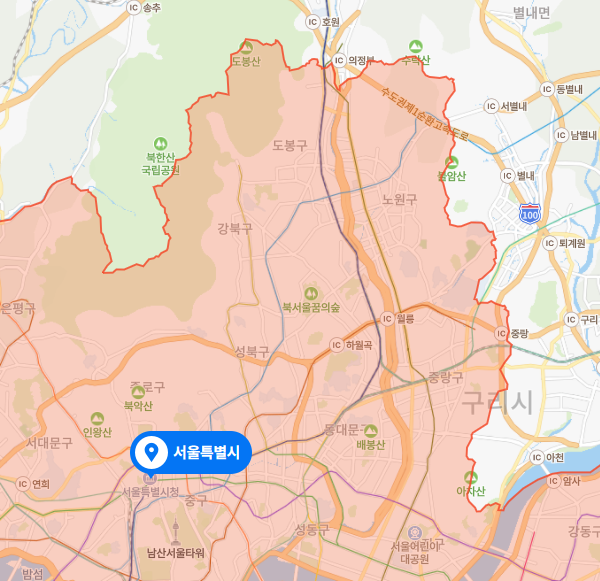 송추
IC 호원
별내면
도봉산
IC 의정부
수락산
IC 동별내
수도권제1순환고속도로
IC 서별내
IC 남별내
도봉구
북한산
국립공원
불암산
IC 별내
노원구
100
강북구
IC 퇴계원
북서울꿈의숲
은평구
IC 월릉
IC 구리
IC 중랑
IC 하월곡
성북구
중랑구
종로구
구리시
북악산
인왕산
동대문구
서대문구
배봉산
서울특별시
IC 아천
아차산
IC 연희
IC 암사
서울특별시청
중구
성동구
강동구
남산서울타워
서울어린이
대공원
밤섬